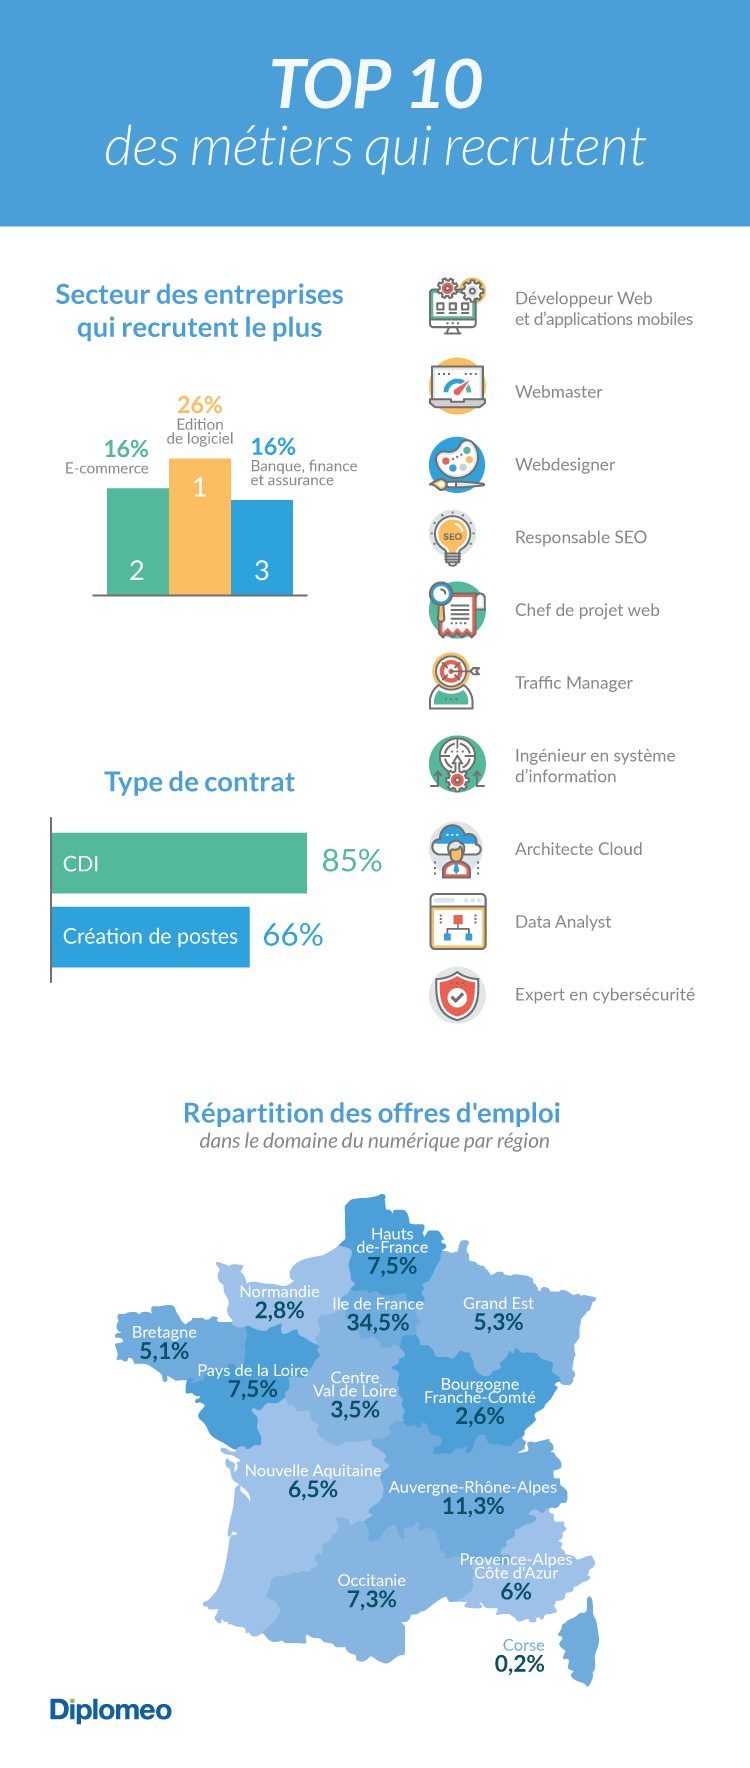 TOP 10
des métiers qui recrutent
Secteur des entreprises
qui recrutent le plus
26%
Edition
de logiciel
16%
E-commerce
16%
Banque, finance
et assurance
1
2
3
Développeur Web
et d'applications mobiles
Webmaster
Webdesigner
SEO
Responsable SEO
Chef de projet web
Traffic Manager
Ingénieur en système
d'information
Architecte Cloud
Data Analyst
Expert en cybersécurité
Type de contrat
CDI
85%
Création de postes
66%
Répartition des offres d'emploi
dans le domaine du numérique par région
Hauts
de-France
7,5%
Normandie
2,8%
Ile de France
34,5%
Grand Est
5,3%
Bretagne
5,1%
Pays de la Loire
7,5%
Centre
Val de Loire
3,5%
Bourgogne
Franche-Comté
2,6%
Nouvelle Aquitaine
6,5%
Auvergne-Rhône-Alpes
11,3%
Provence-Alpes
Côte d'Azur
6%
Occitanie
7,3%
Corse
0,2%
Diplomeo